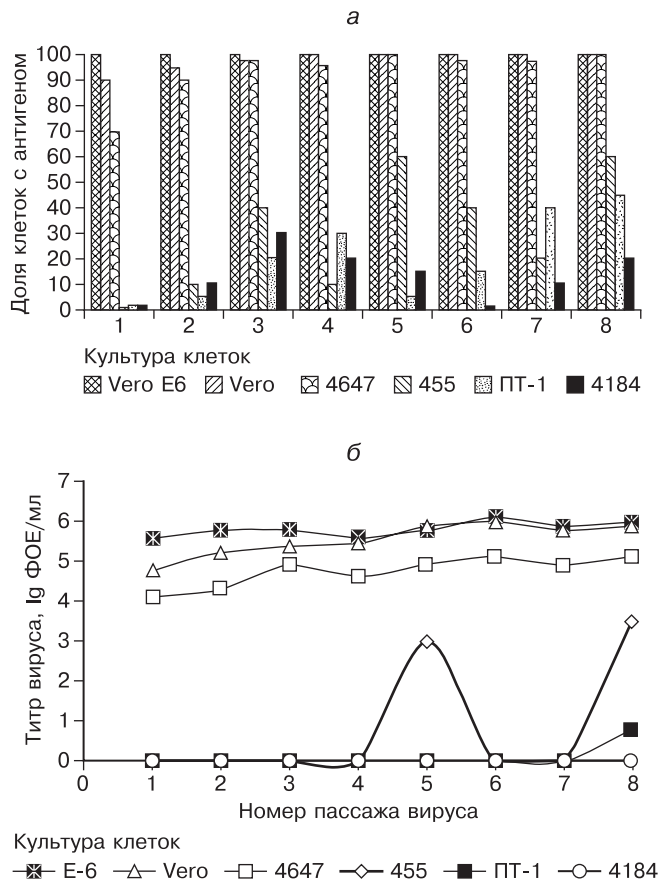 а
Доля клеток с антигеном
100
90
80
70
60
50
40
30
20
10
0
1 2 3 4 5 6 7 8
Культура клеток
Vero E6 Vero 4647 455 ПТ-1 4184
б
Титр вируса, lg ФОЕ/мл
7
6
5
4
3
2
1
0
0 1 2 3 4 5 6 7 8
Номер пассажа вируса
Культура клеток
E-6 Vero 4647 455 ПТ-1 4184